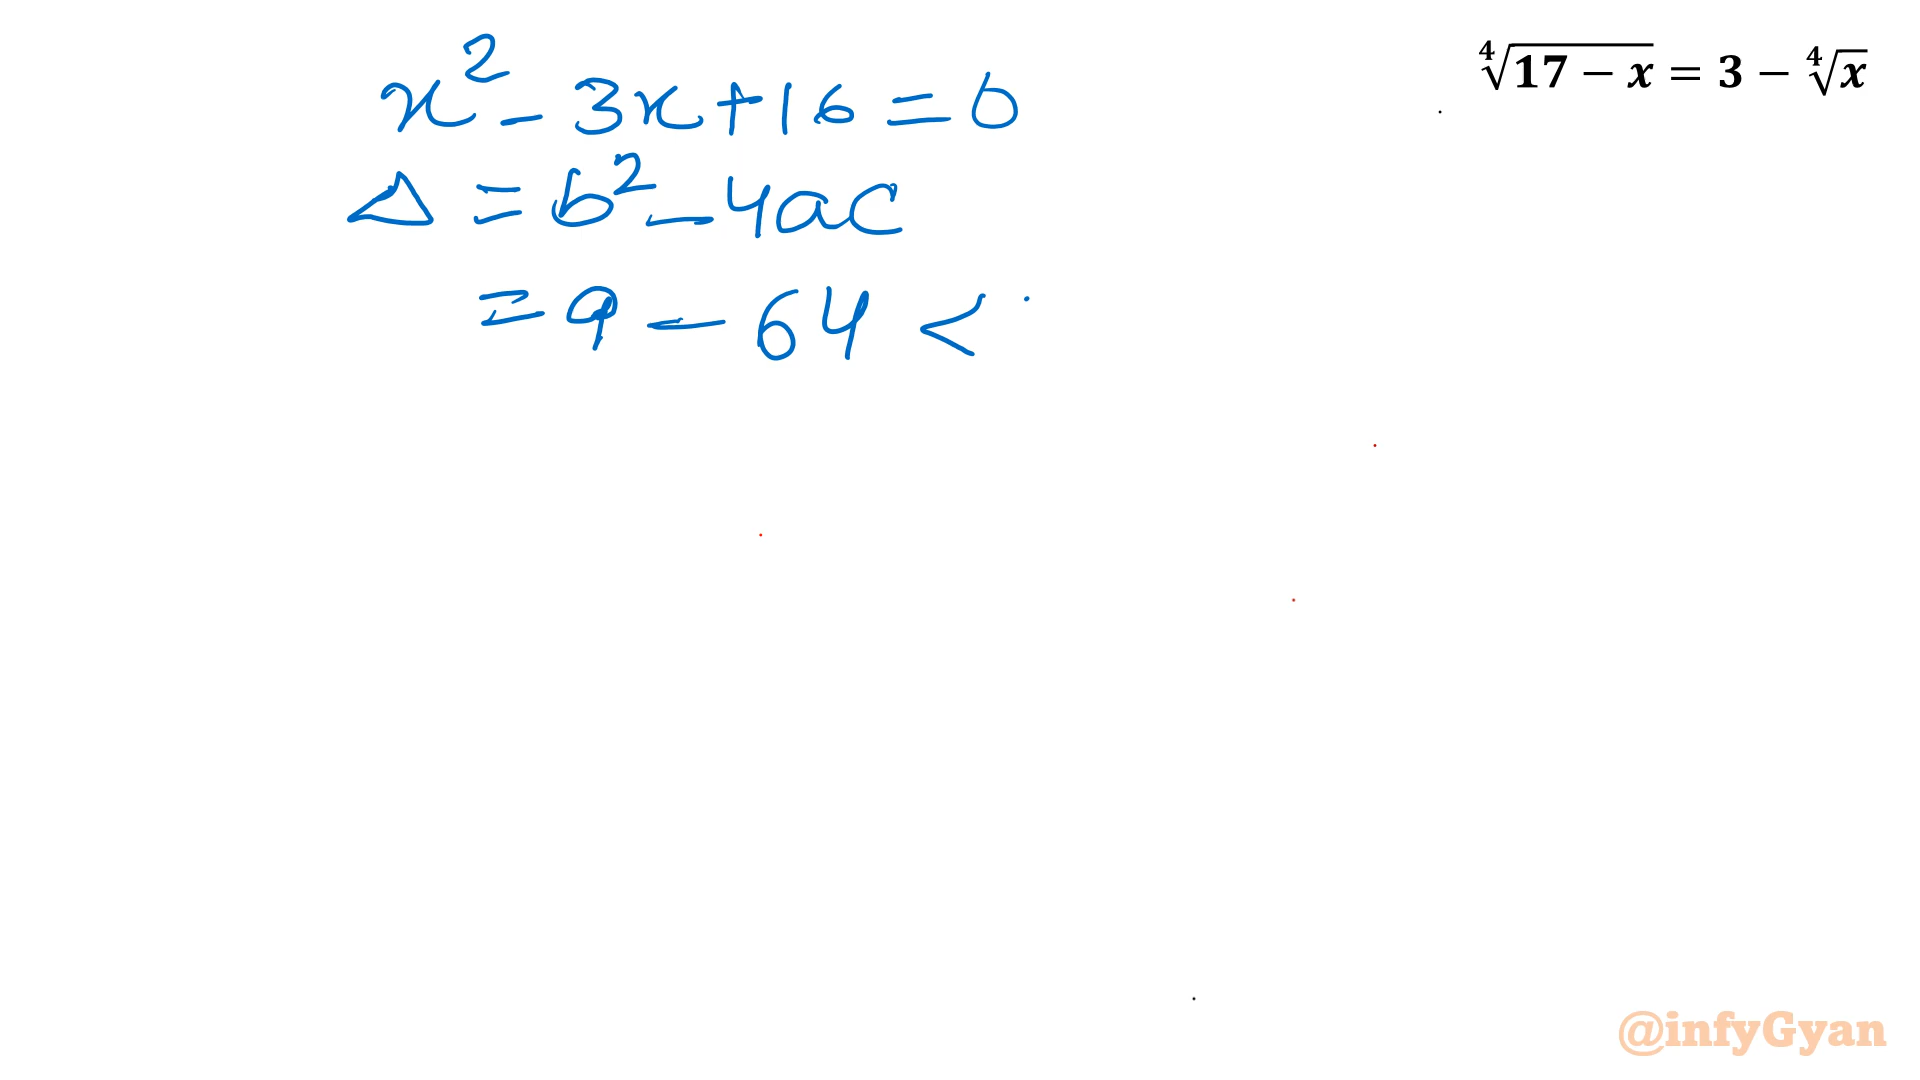 x² - 3x + 16 = 0
∜(17 − x) = 3 − ∜x
Δ = b² - 4ac
= 9 - 64 <
@infyGyan